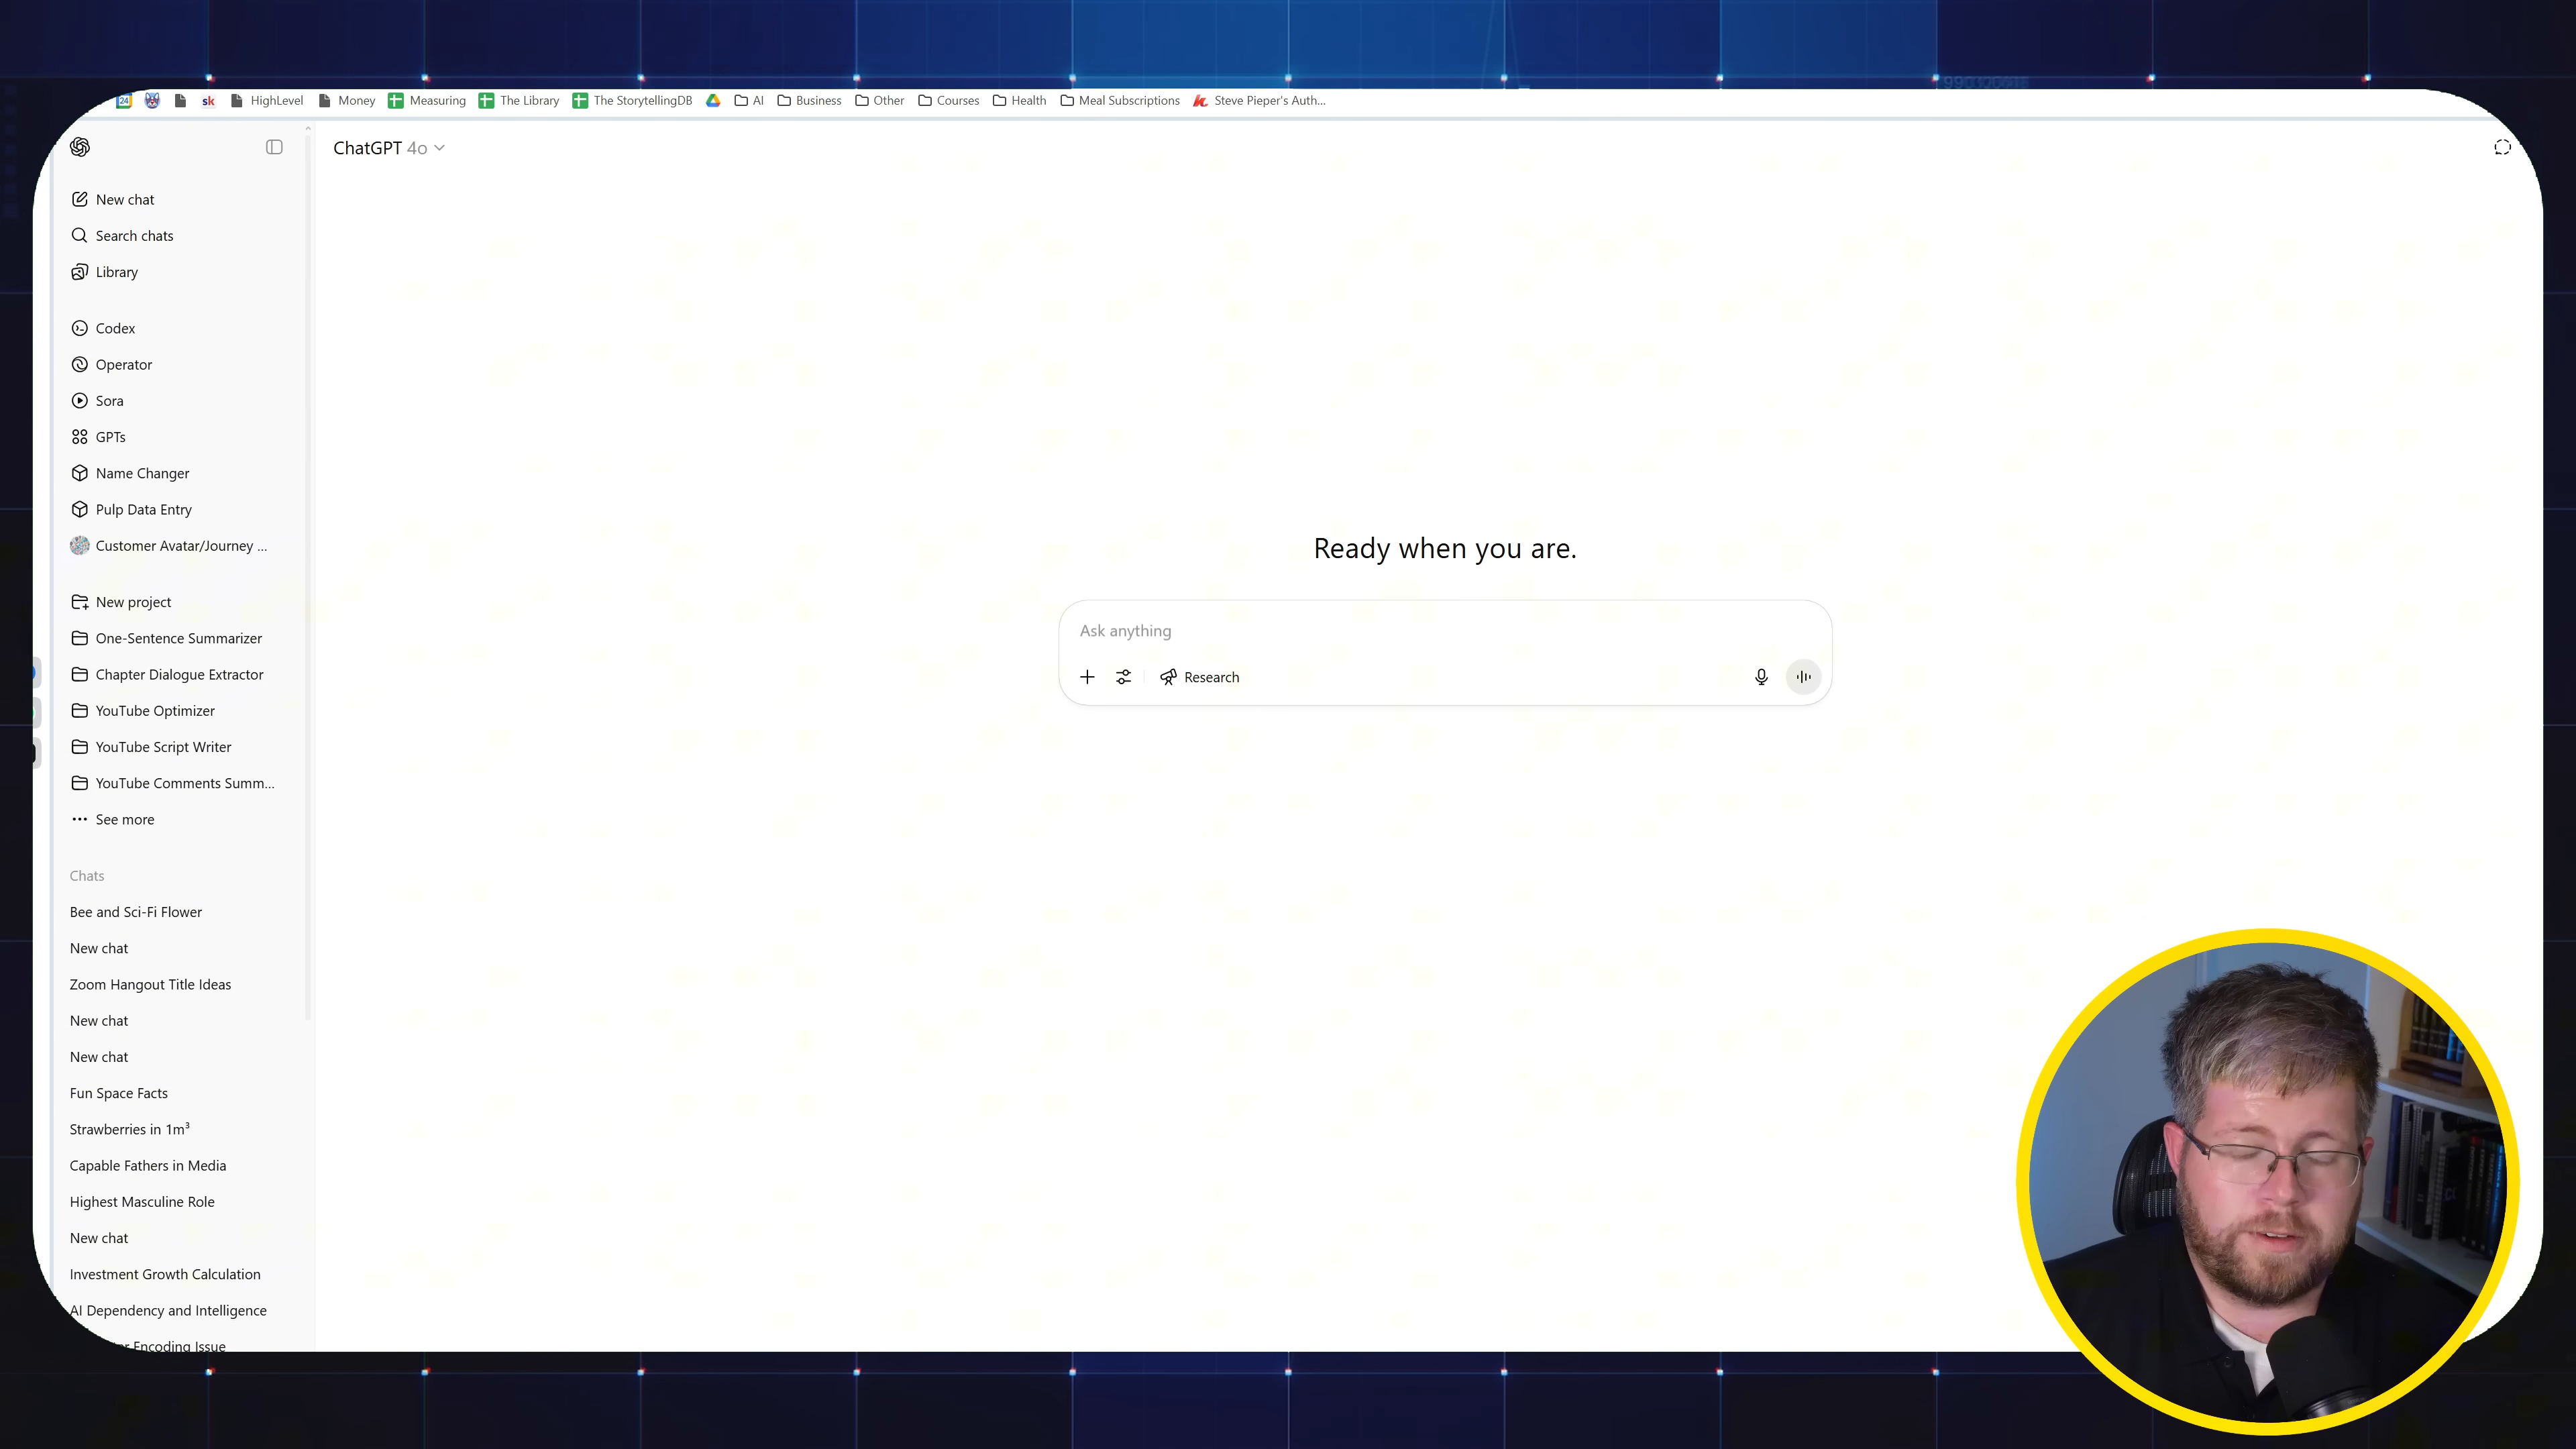 24
sk
HighLevel
Money
Measuring
The Library
The StorytellingDB
AI
Business
Other
Courses
Health
Meal Subscriptions
Steve Pieper's Auth...
ChatGPT 4o
New chat
Search chats
Library
Codex
Operator
Sora
GPTs
Name Changer
Pulp Data Entry
Customer Avatar/Journey ...
New project
One-Sentence Summarizer
Chapter Dialogue Extractor
YouTube Optimizer
YouTube Script Writer
YouTube Comments Summ...
See more
Chats
Bee and Sci-Fi Flower
New chat
Zoom Hangout Title Ideas
New chat
New chat
Fun Space Facts
Strawberries in 1m³
Capable Fathers in Media
Highest Masculine Role
New chat
Investment Growth Calculation
AI Dependency and Intelligence
Encoding Issue
Ready when you are.
Ask anything
Research